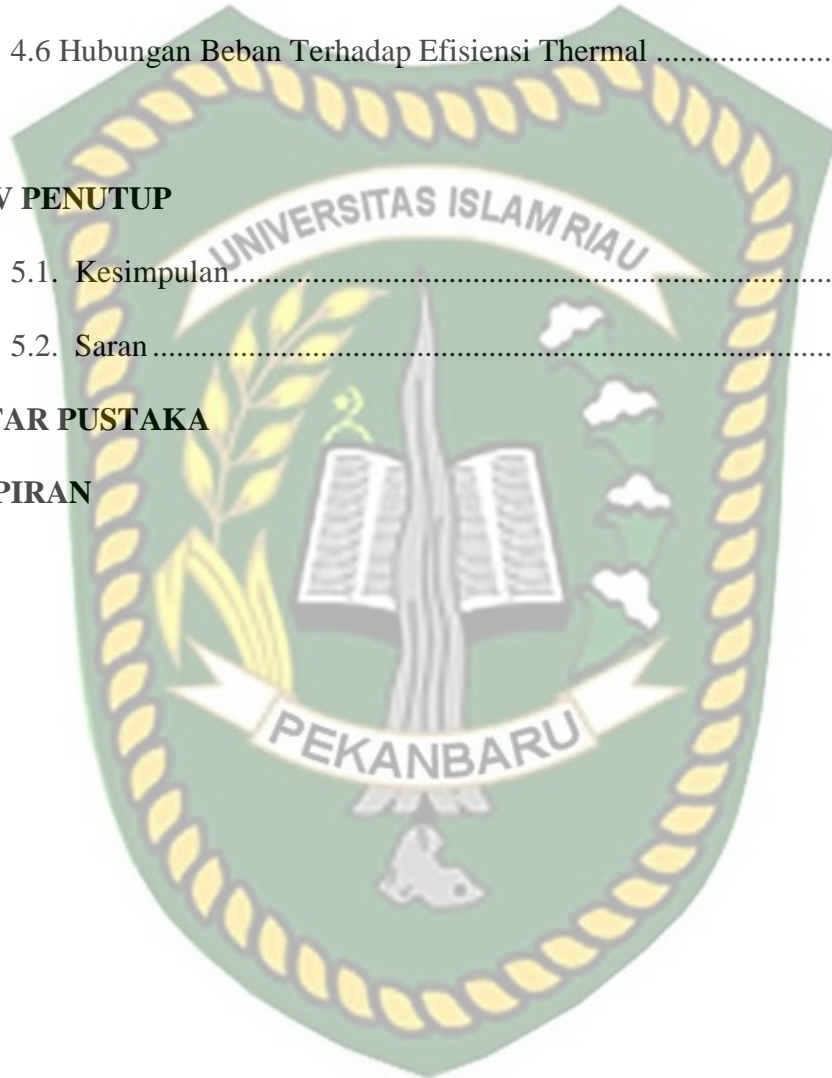 4.6 Hubungan Beban Terhadap Efisiensi Thermal ......................
V PENUTUP
UNIVERSITAS ISLAM RIAU
5.1. Kesimpulan.......................................................................
5.2. Saran................................................................................
TAR PUSTAKA
PIRAN
PEKANBARU